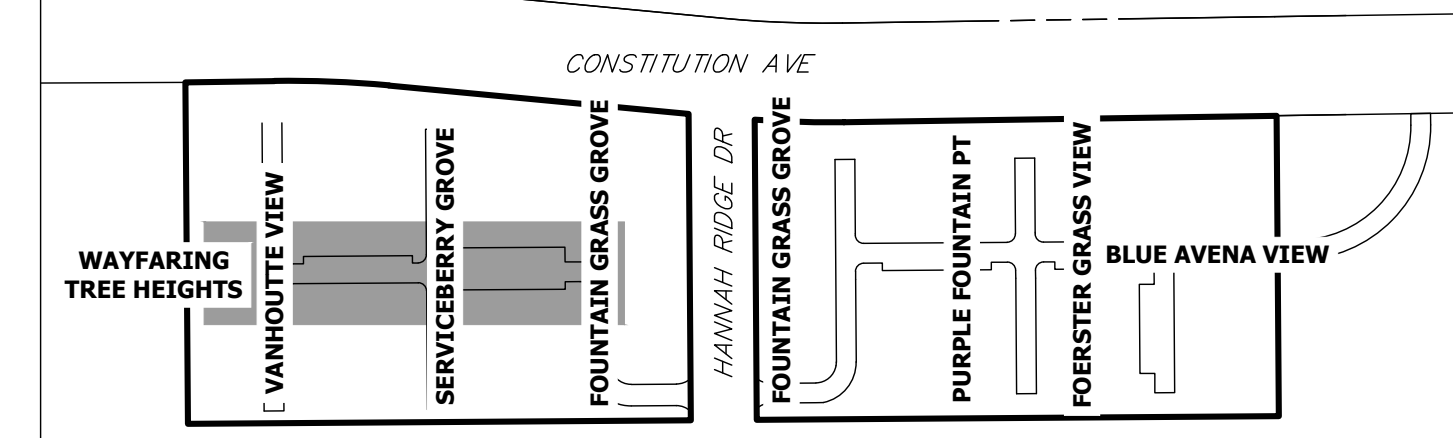 CONSTITUTION AVE
WAYFARING
TREE HEIGHTS
VANHOUTTE VIEW
SERVICEBERRY GROVE
FOUNTAIN GRASS GROVE
HANNAH RIDGE DR
FOUNTAIN GRASS GROVE
PURPLE FOUNTAIN PT
FOERSTER GRASS VIEW
BLUE AVENA VIEW